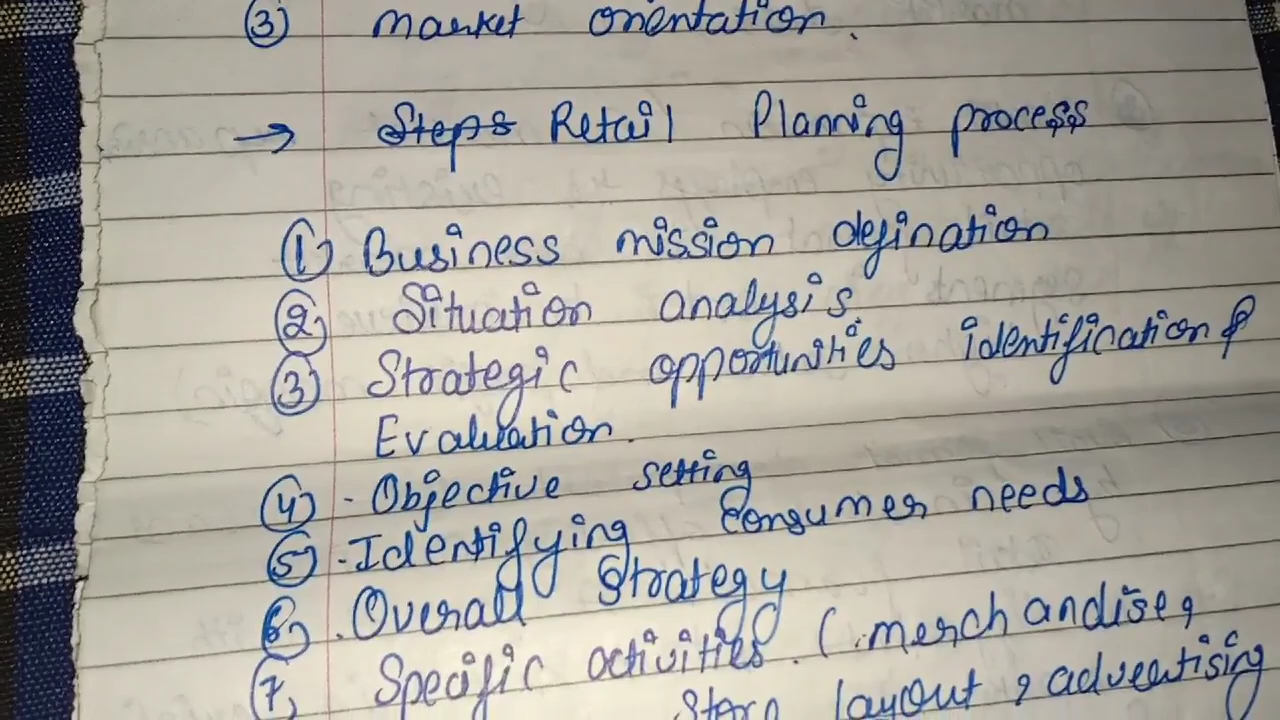 ③ market orientation.
→ Steps Retail Planning process
① Business mission defination
② Situation analysis.
③ Strategic opportunities identification &
Evaluation.
④ - Objective setting
⑤ - Identifying Consumer needs
⑥ . Overall Strategy
⑦ Specific activities. (merchandise,
layout, advertising